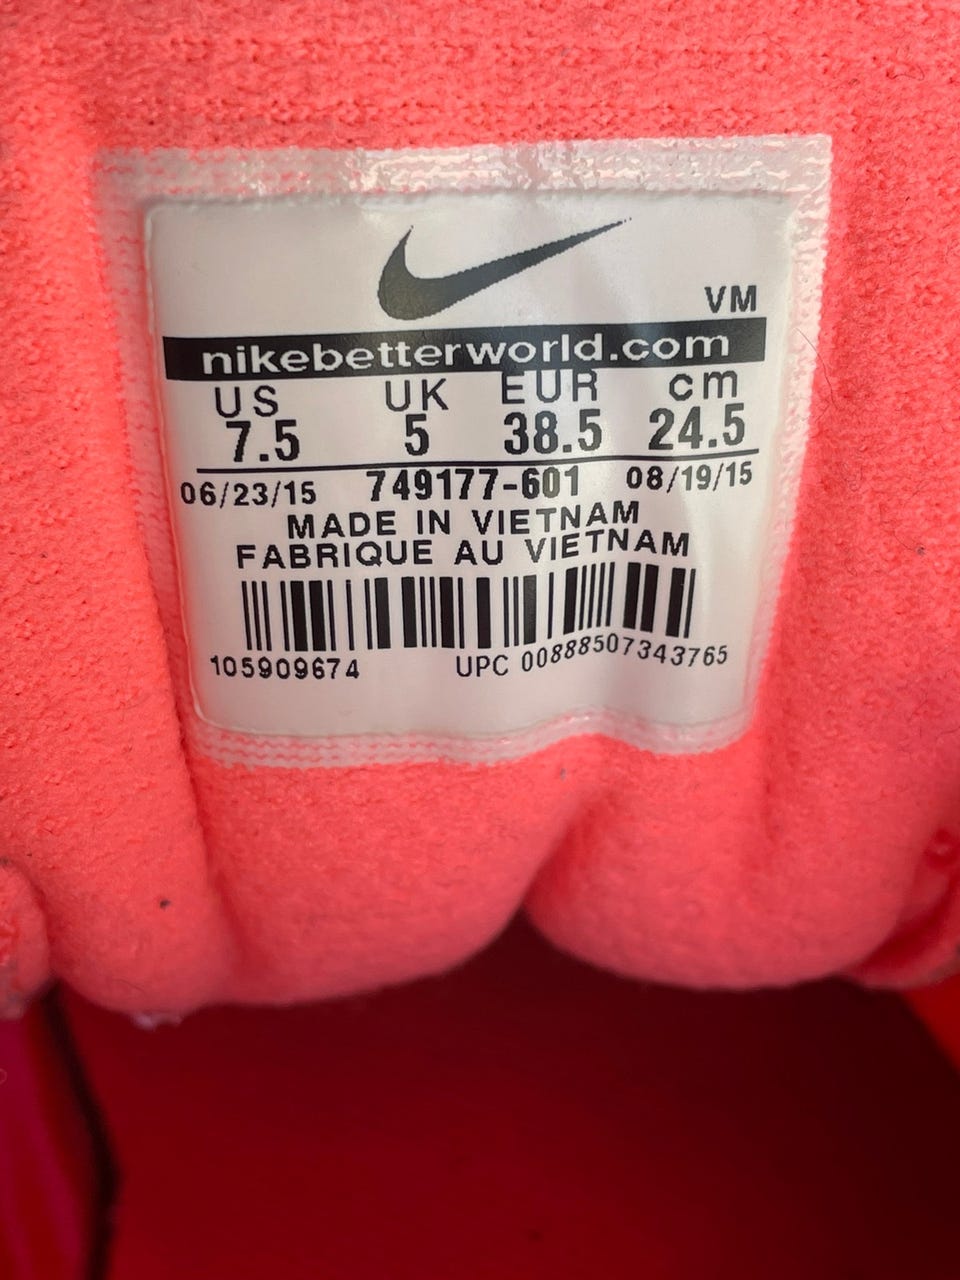 VM
nikebetterworld.com
US UK EUR cm
7.5 5 38.5 24.5
06/23/15 749177-601 08/19/15
MADE IN VIETNAM
FABRIQUE AU VIETNAM
105909674 UPC 00888507343765